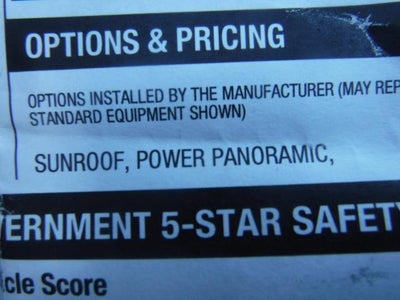 OPTIONS & PRICING
OPTIONS INSTALLED BY THE MANUFACTURER (MAY REP
STANDARD EQUIPMENT SHOWN)
SUNROOF, POWER PANORAMIC,
ERNMENT 5-STAR SAFETY
cle Score